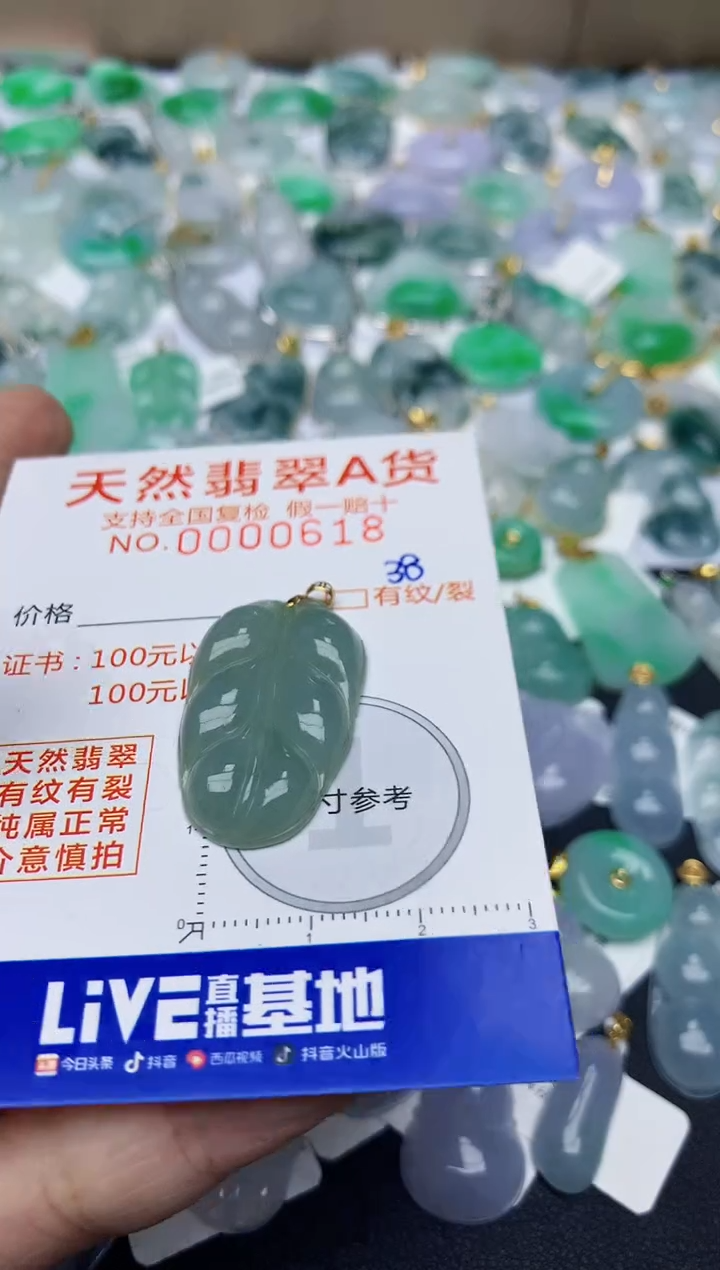 天然翡翠A货
支持全国复检 假一赔十
NO.0000618
38
价格
有纹/裂
证书：100元以
100元以
天然翡翠
有纹有裂
纯属正常
介意慎拍
寸参考
1
0
1
2
3
LiVE直播基地
今日头条 抖音 西瓜视频 抖音火山版